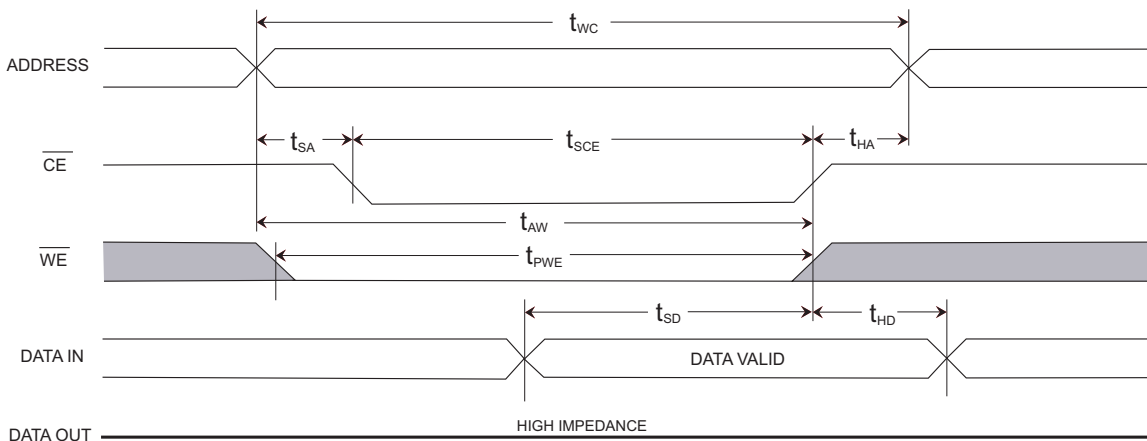 tWC
ADDRESS
tSA
tSCE
tHA
CE
tAW
WE
tPWE
tSD
tHD
DATA IN
DATA VALID
HIGH IMPEDANCE
DATA OUT